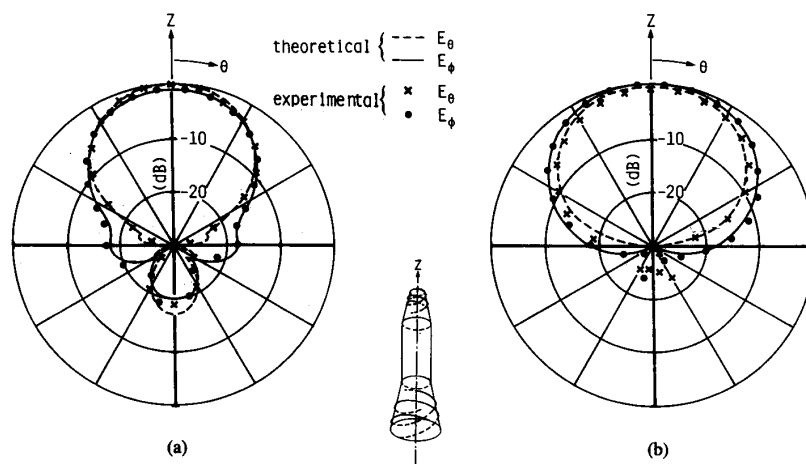 Z
θ
theoretical { --- E_θ
— E_ϕ
experimental { × E_θ
• E_ϕ
Z
θ
-10
-20
(dB)
-10
-20
(dB)
Z
(a)
(b)